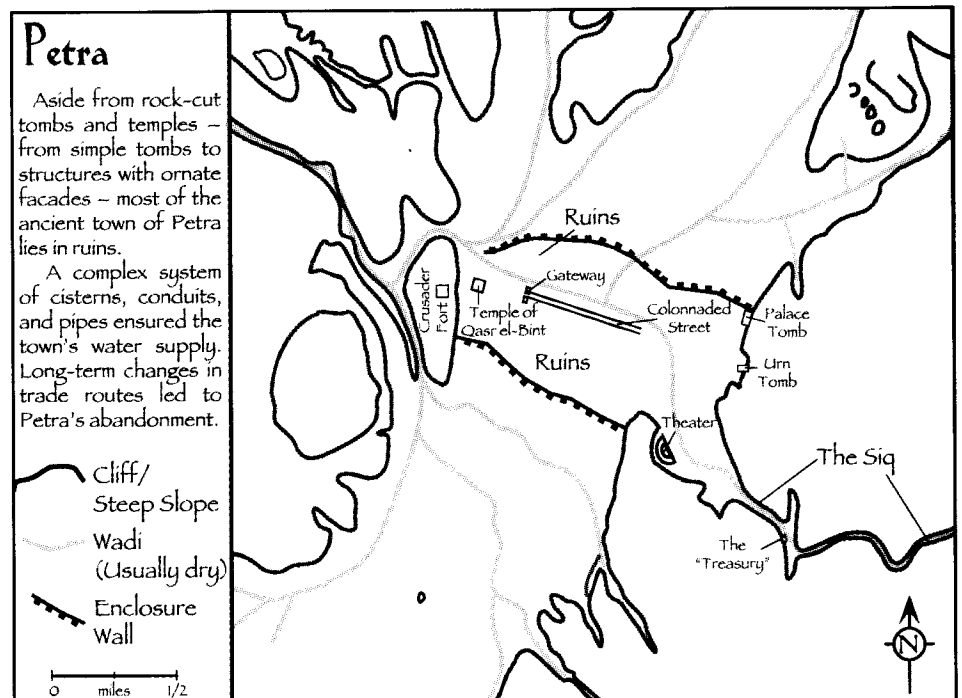 Petra
Aside from rock-cut
tombs and temples –
from simple tombs to
structures with ornate
facades – most of the
ancient town of Petra
lies in ruins.
A complex system
of cisterns, conduits,
and pipes ensured the
town's water supply.
Long-term changes in
trade routes led to
Petra's abandonment.
Cliff/
Steep Slope
Wadi
(Usually dry)
Enclosure
Wall
0 miles 1/2
Ruins
Gateway
Crusader
Fort
Temple of
Qasr el-Bint
Colonnaded
Street
Palace
Tomb
Ruins
Urn
Tomb
Theater
The Siq
The
"Treasury"
N